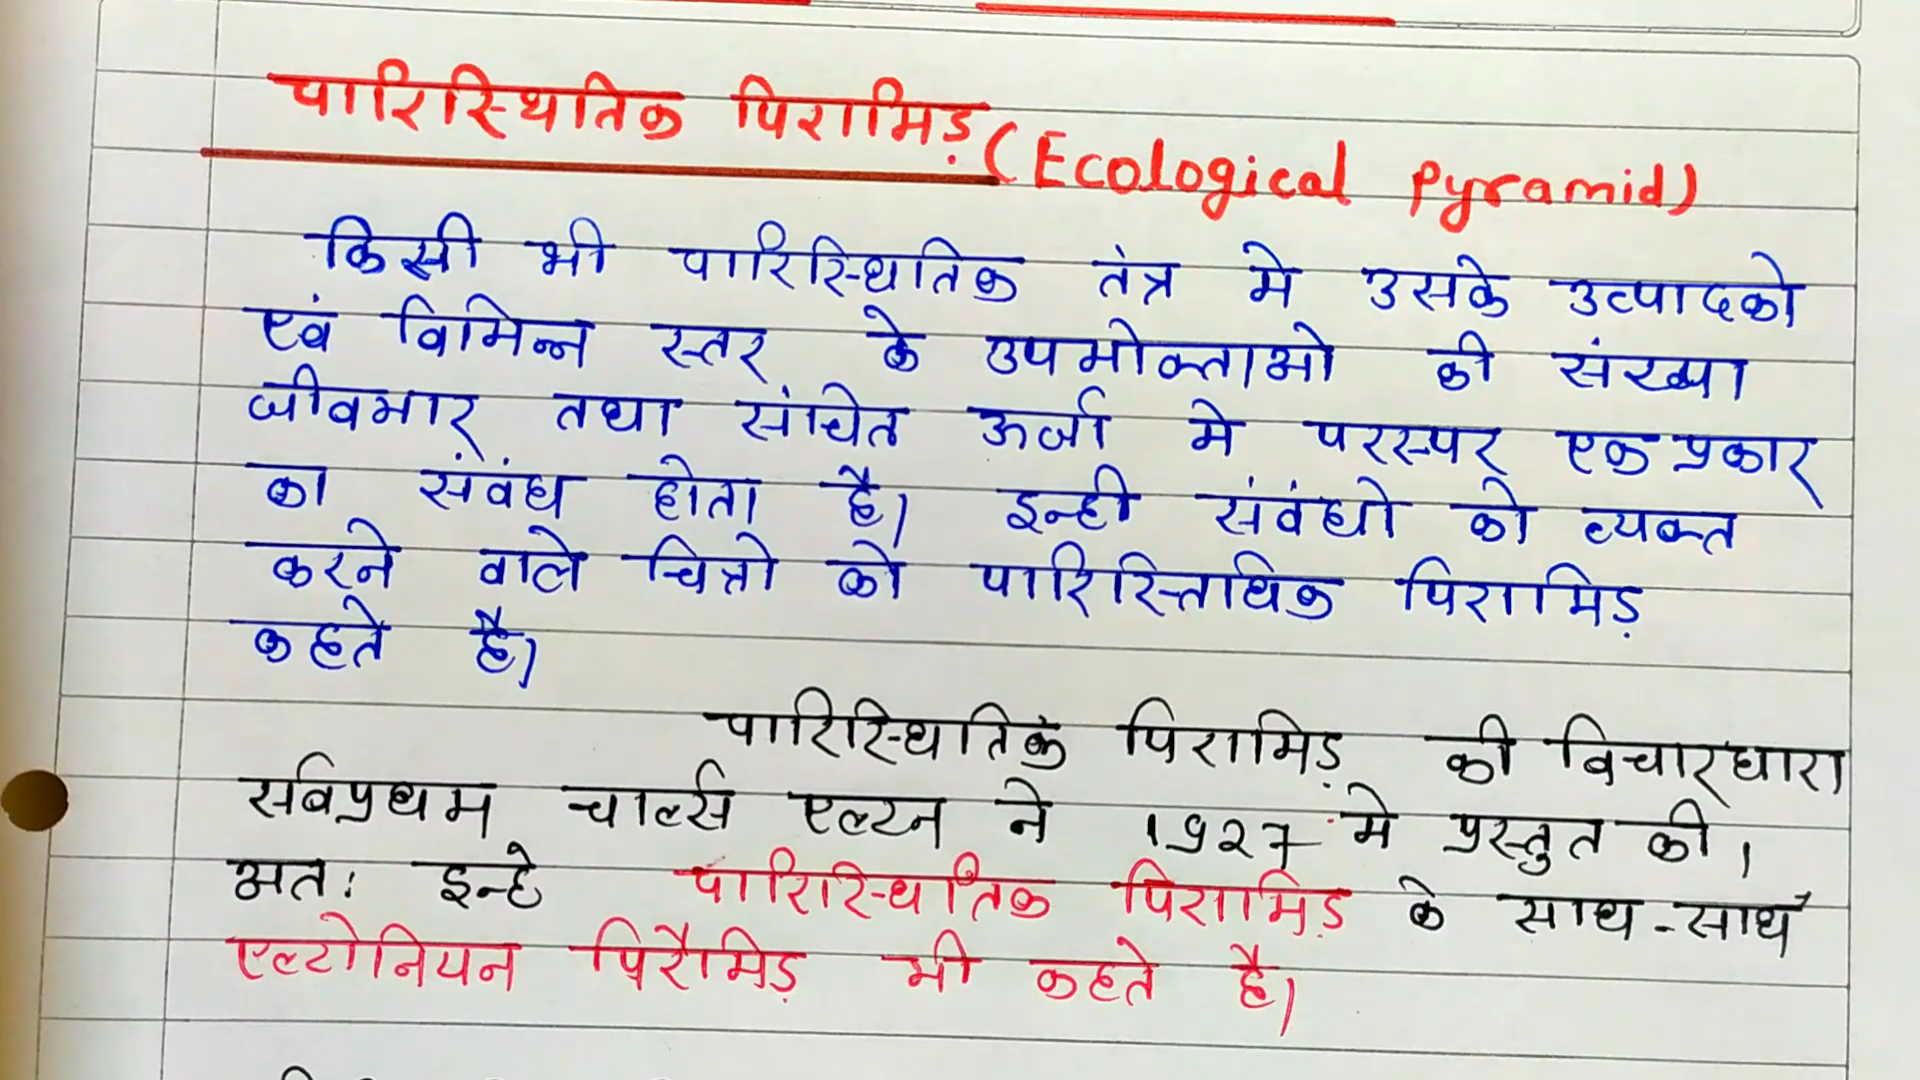 पारिस्थितिक पिरामिड़ (Ecological Pyramid)
किसी भी पारिस्थितिक तंत्र मे उसके उत्पादको
एवं विभिन्न स्तर के उपभोक्ताओ की संख्या
जीवभार तथा संचित ऊर्जा मे परस्पर एक प्रकार
का संबंध होता है। इन्ही संबंधो को व्यक्त
करने वाले चित्रो को पारिस्तिथिक पिरामिड़
कहते है।
पारिस्थितिक पिरामिड़ की विचारधारा
सर्वप्रथम चार्ल्स एल्टन ने 1927 मे प्रस्तुत की।
अतः इन्हे पारिस्थितिक पिरामिड़ के साथ-साथ
एल्टोनियन पिरैमिड़ भी कहते है।